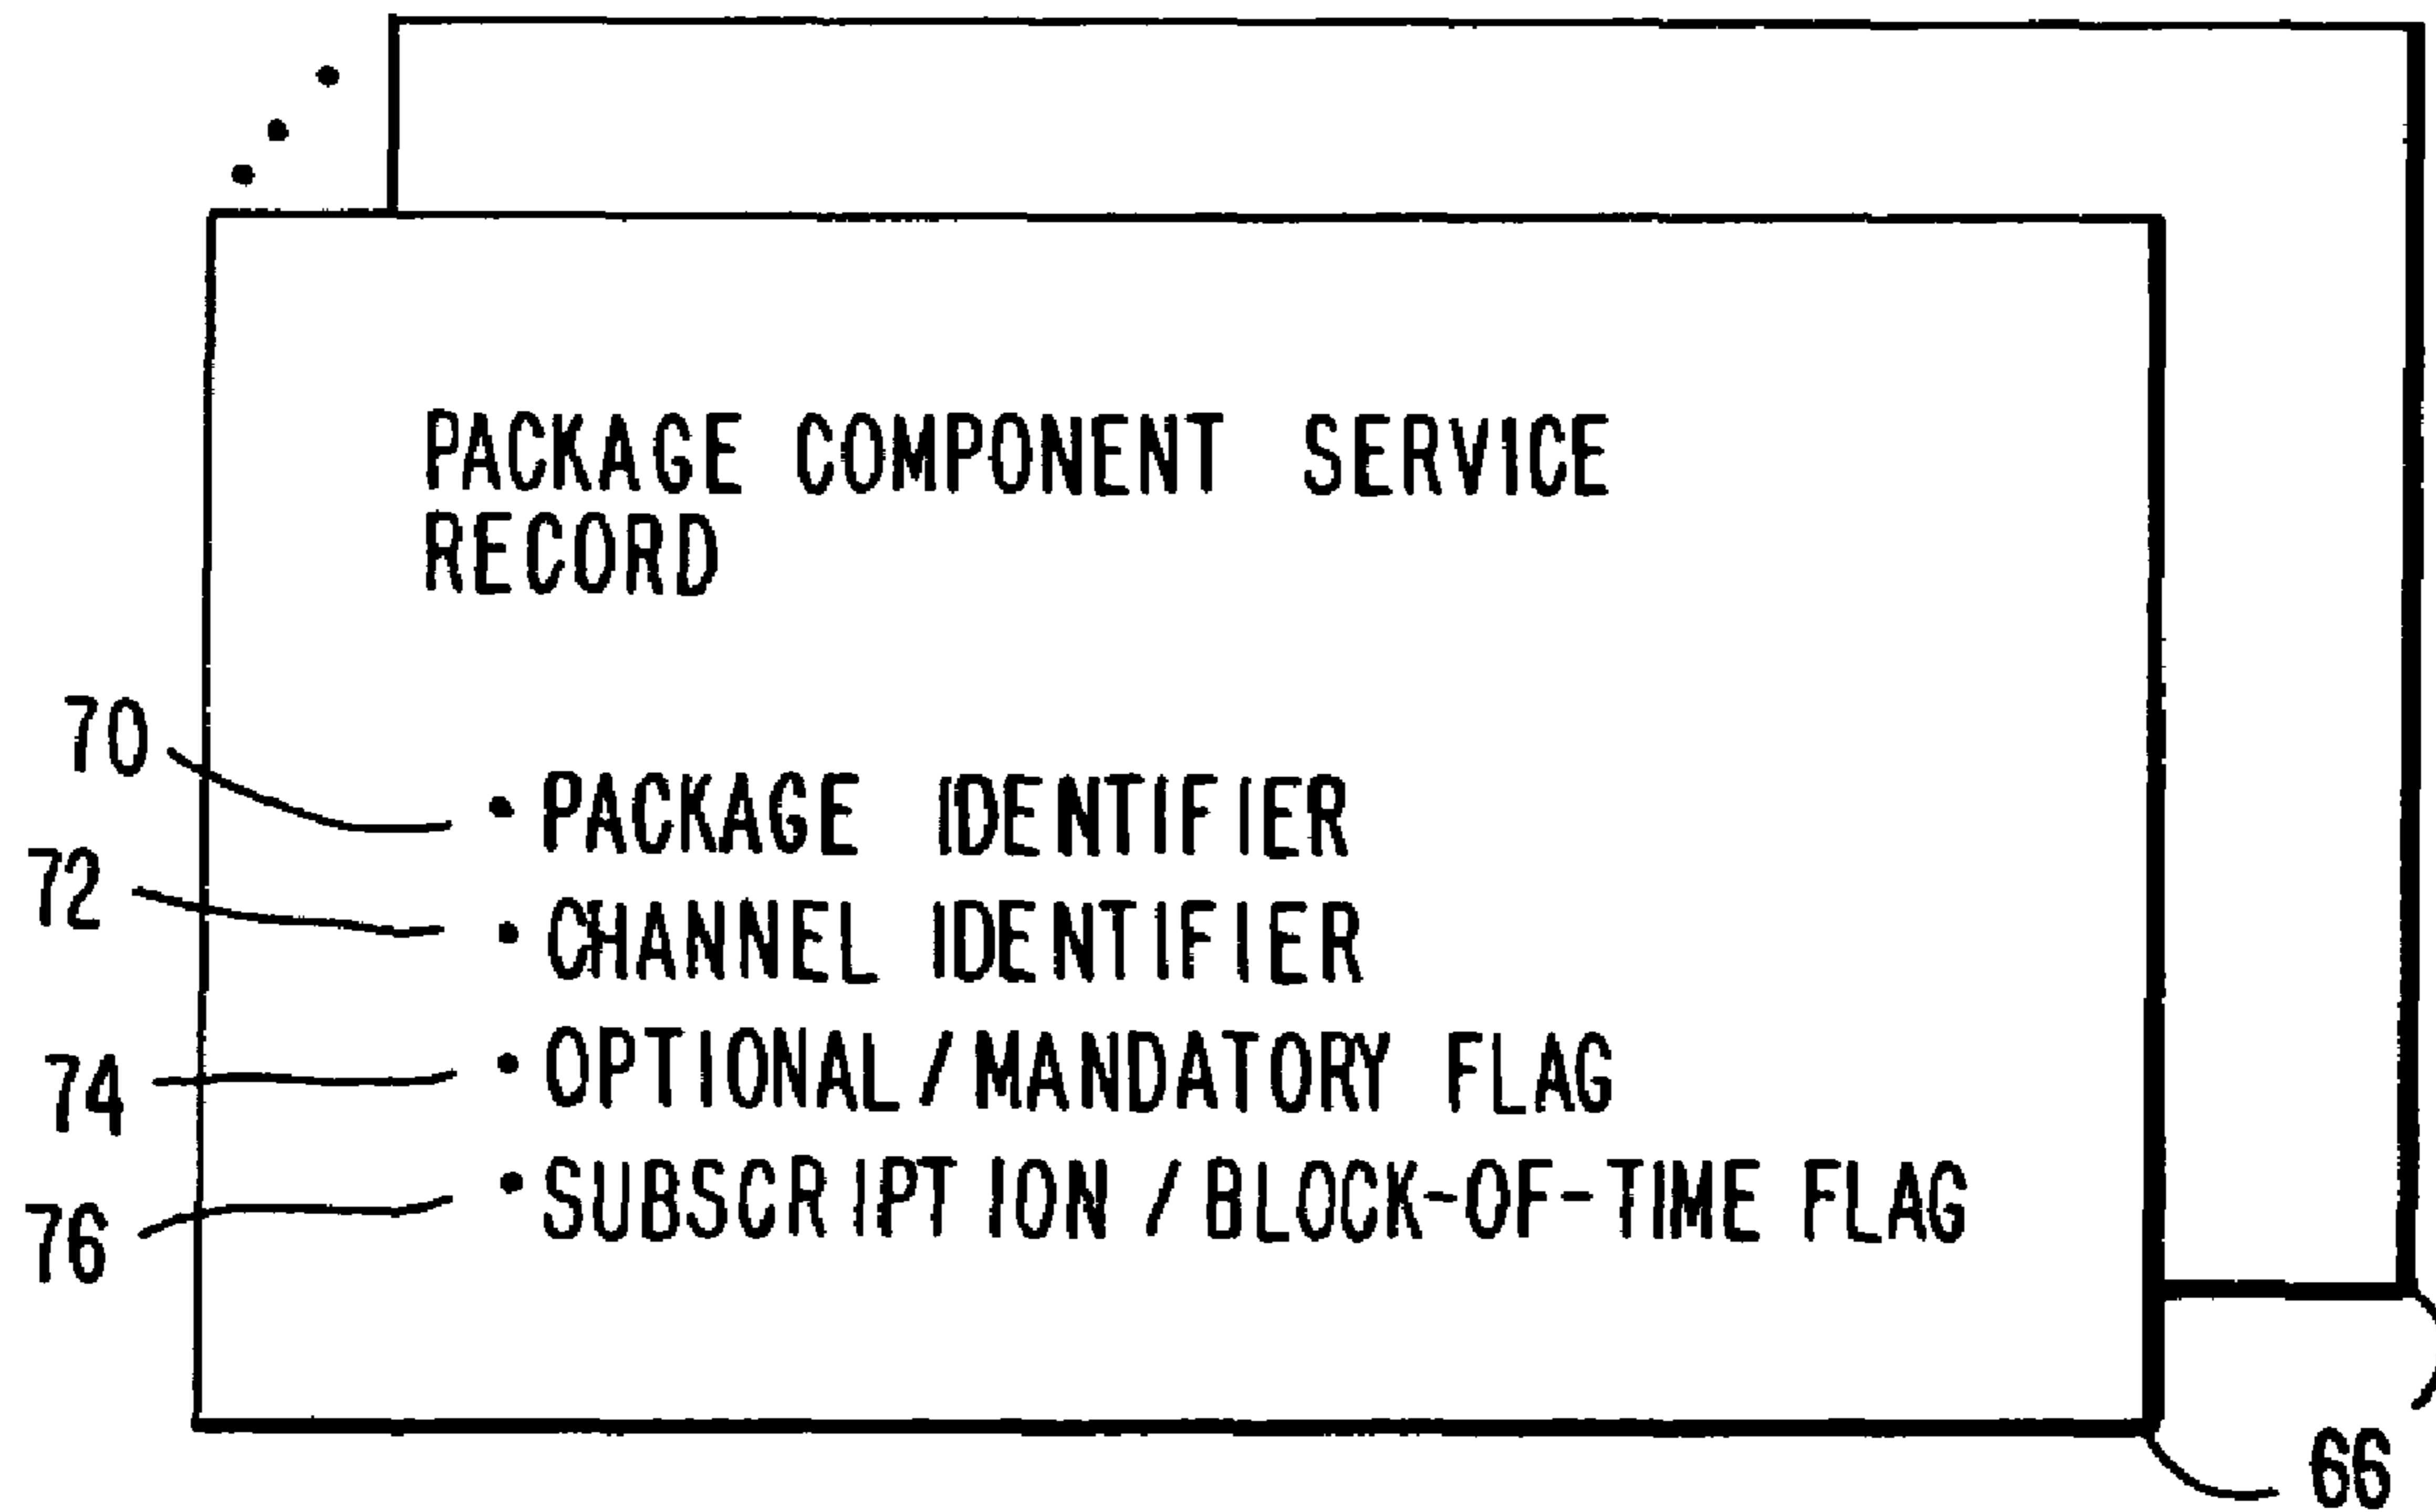 PACKAGE COMPONENT SERVICE
RECORD
70
• PACKAGE IDENTIFIER
72
• CHANNEL IDENTIFIER
74
• OPTIONAL/MANDATORY FLAG
76
• SUBSCRIPTION/BLOCK-OF-TIME FLAG
66